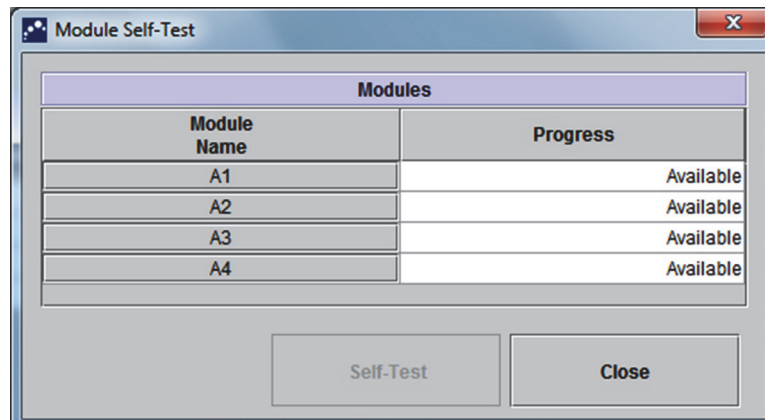 Module Self-Test
Modules
Module
Name
Progress
A1 Available
A2 Available
A3 Available
A4 Available
Self-Test Close